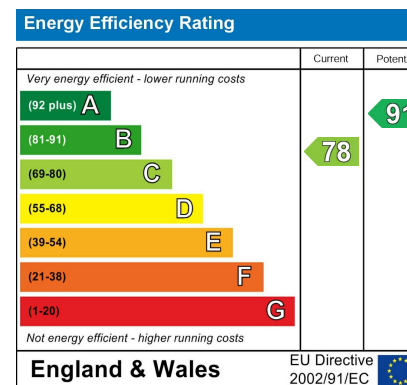 Energy Efficiency Rating
Current
Very energy efficient - lower running costs
(92 plus) A
(81-91) B
(69-80) C
78
(55-68) D
(39-54) E
(21-38) F
(1-20) G
Not energy efficient - higher running costs
England & Wales
EU Directive
2002/91/EC